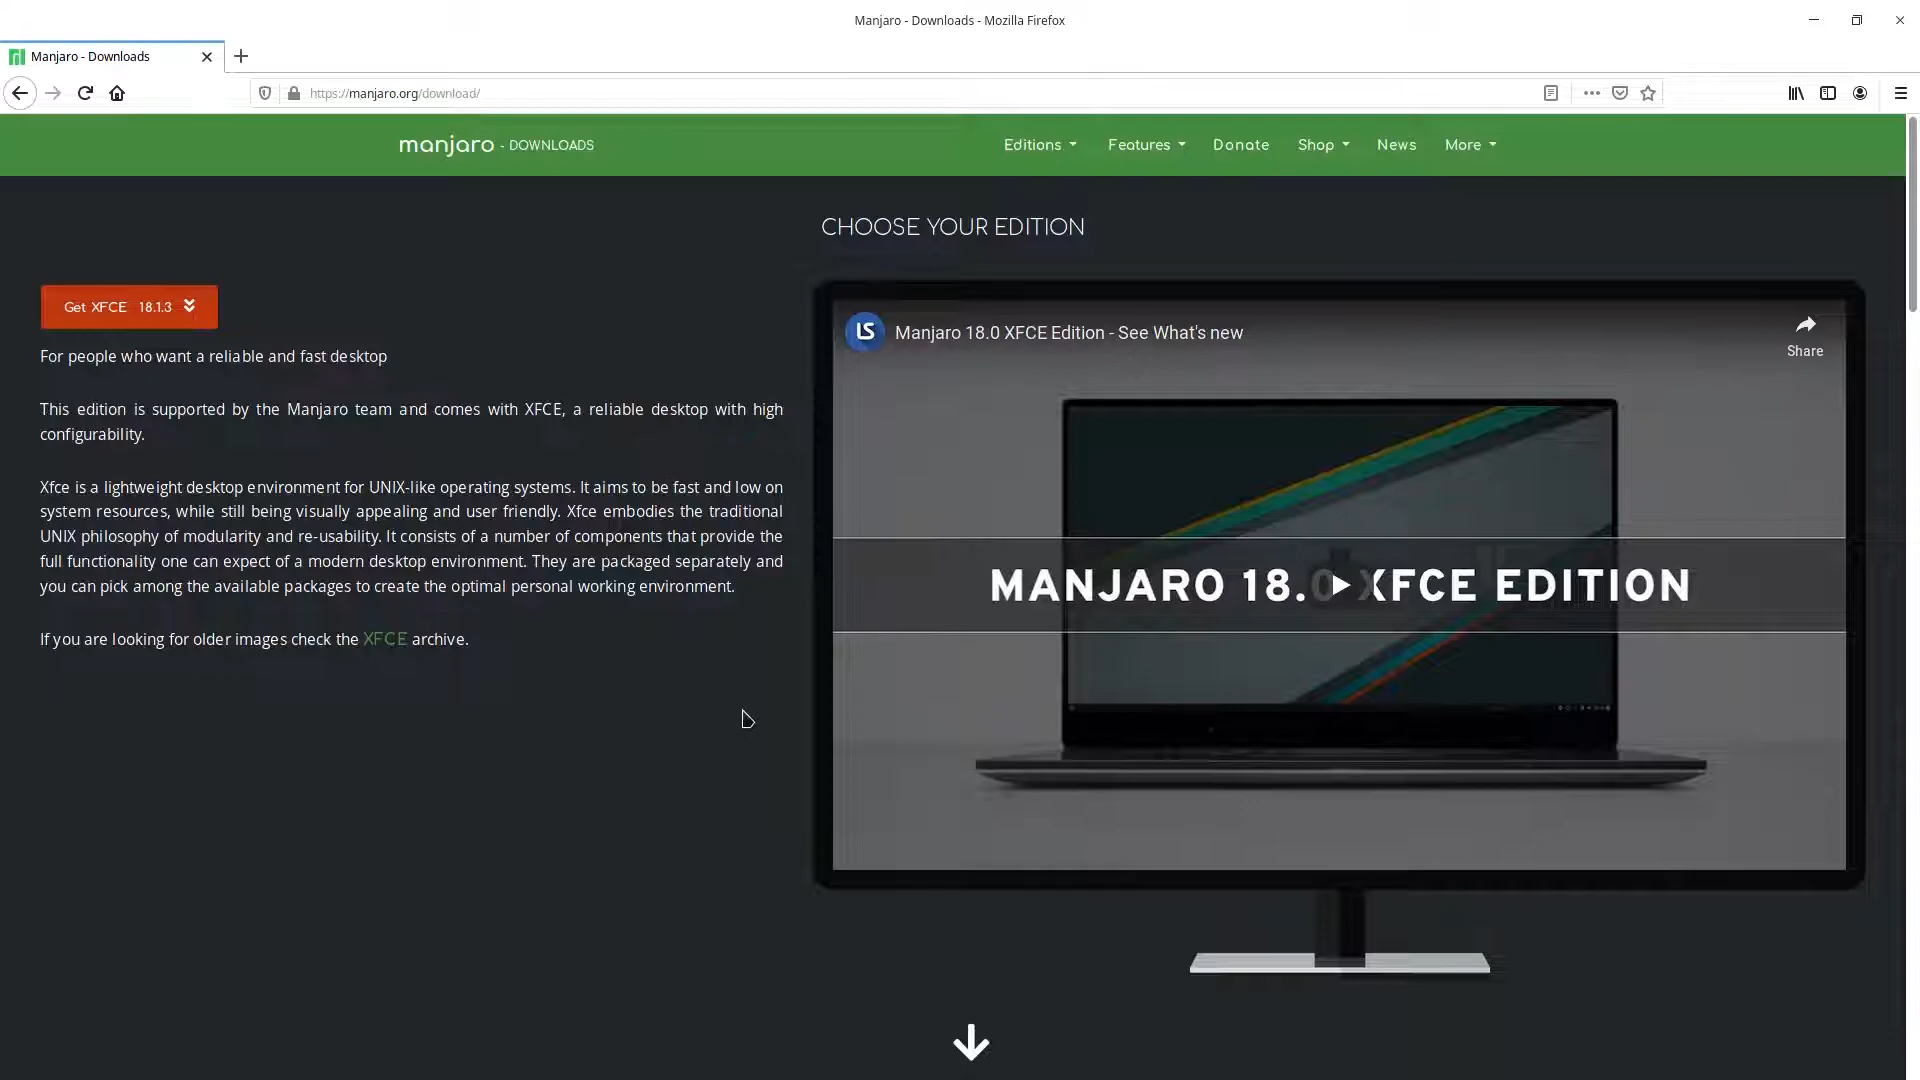 Manjaro - Downloads - Mozilla Firefox
Manjaro - Downloads
https://manjaro.org/download/
manjaro - DOWNLOADS
Editions
Features
Donate
Shop
News
More
CHOOSE YOUR EDITION
Get XFCE 18.1.3
For people who want a reliable and fast desktop
This edition is supported by the Manjaro team and comes with XFCE, a reliable desktop with high
configurability.
Xfce is a lightweight desktop environment for UNIX-like operating systems. It aims to be fast and low on
system resources, while still being visually appealing and user friendly. Xfce embodies the traditional
UNIX philosophy of modularity and re-usability. It consists of a number of components that provide the
full functionality one can expect of a modern desktop environment. They are packaged separately and
you can pick among the available packages to create the optimal personal working environment.
If you are looking for older images check the XFCE archive.
LS
Manjaro 18.0 XFCE Edition - See What's new
Share
MANJARO 18.0 XFCE EDITION